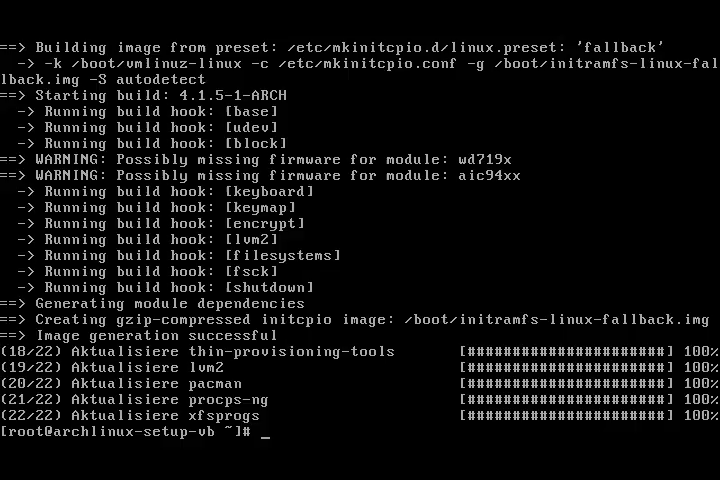 ==> Building image from preset: /etc/mkinitcpio.d/linux.preset: 'fallback'
  -> -k /boot/vmlinuz-linux -c /etc/mkinitcpio.conf -g /boot/initramfs-linux-fal
lback.img -S autodetect
==> Starting build: 4.1.5-1-ARCH
  -> Running build hook: [base]
  -> Running build hook: [udev]
  -> Running build hook: [block]
==> WARNING: Possibly missing firmware for module: wd719x
==> WARNING: Possibly missing firmware for module: aic94xx
  -> Running build hook: [keyboard]
  -> Running build hook: [keymap]
  -> Running build hook: [encrypt]
  -> Running build hook: [lvm2]
  -> Running build hook: [filesystems]
  -> Running build hook: [fsck]
  -> Running build hook: [shutdown]
==> Generating module dependencies
==> Creating gzip-compressed initcpio image: /boot/initramfs-linux-fallback.img
==> Image generation successful
(18/22) Aktualisiere thin-provisioning-tools       [######################] 100%
(19/22) Aktualisiere lvm2                          [######################] 100%
(20/22) Aktualisiere pacman                        [######################] 100%
(21/22) Aktualisiere procps-ng                     [######################] 100%
(22/22) Aktualisiere xfsprogs                      [######################] 100%
[root@archlinux-setup-vb ~]# _